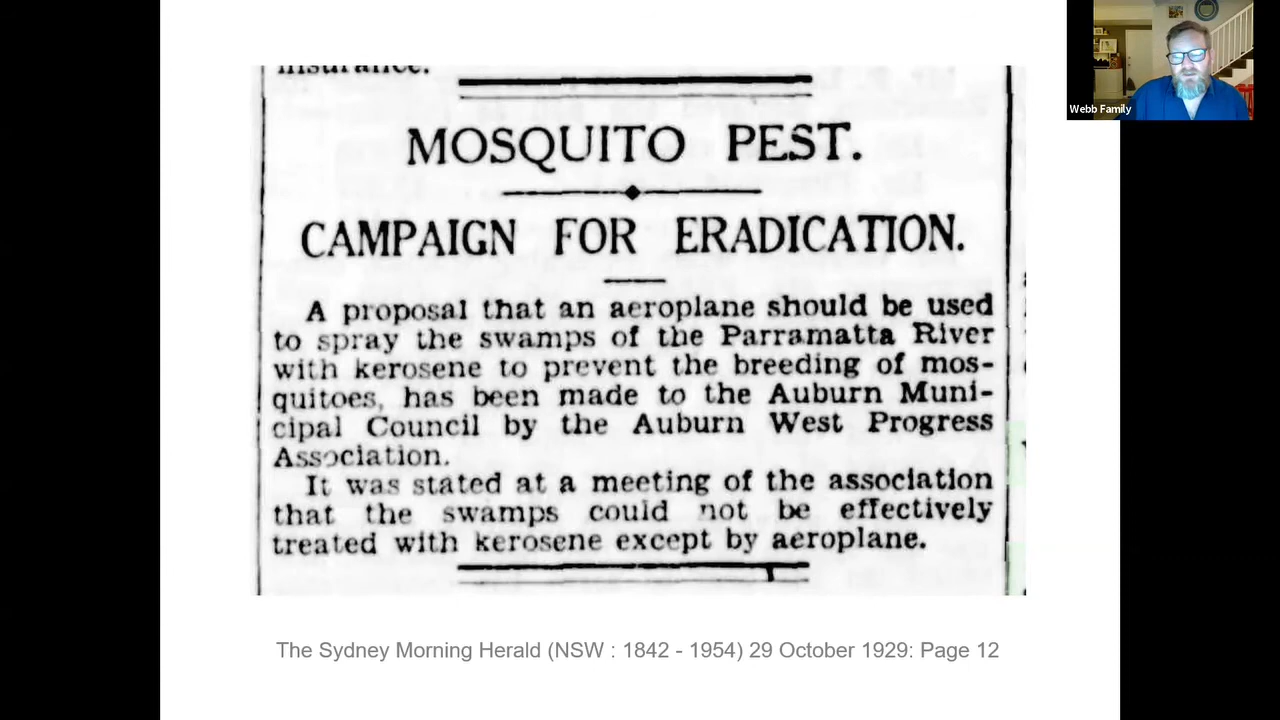 insurance.
MOSQUITO PEST.
CAMPAIGN FOR ERADICATION.
A proposal that an aeroplane should be used
to spray the swamps of the Parramatta River
with kerosene to prevent the breeding of mos-
quitoes, has been made to the Auburn Muni-
cipal Council by the Auburn West Progress
Association.
It was stated at a meeting of the association
that the swamps could not be effectively
treated with kerosene except by aeroplane.
The Sydney Morning Herald (NSW : 1842 - 1954) 29 October 1929: Page 12
Webb Family